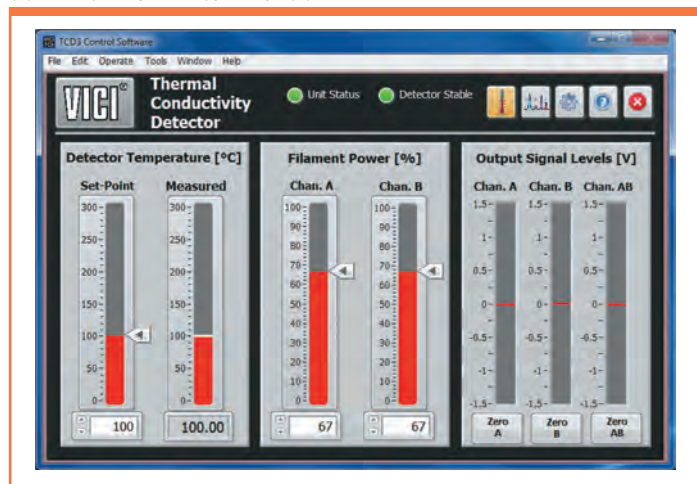 TCD3 Control Software
File Edit Operate Tools Window Help
VICI®
Thermal
Conductivity
Detector
Unit Status
Detector Stable
Detector Temperature [°C]
Set-Point Measured
300 300
250 250
200 200
150 150
100 100
50 50
0 0
100 100.00
Filament Power [%]
Chan. A Chan. B
100 100
90 90
80 80
70 70
60 60
50 50
40 40
30 30
20 20
10 10
0 0
67 67
Output Signal Levels [V]
Chan. A Chan. B Chan. AB
1.5 1.5 1.5
1 1 1
0.5 0.5 0.5
0 0 0
-0.5 -0.5 -0.5
-1 -1 -1
-1.5 -1.5 -1.5
Zero Zero Zero
A B AB